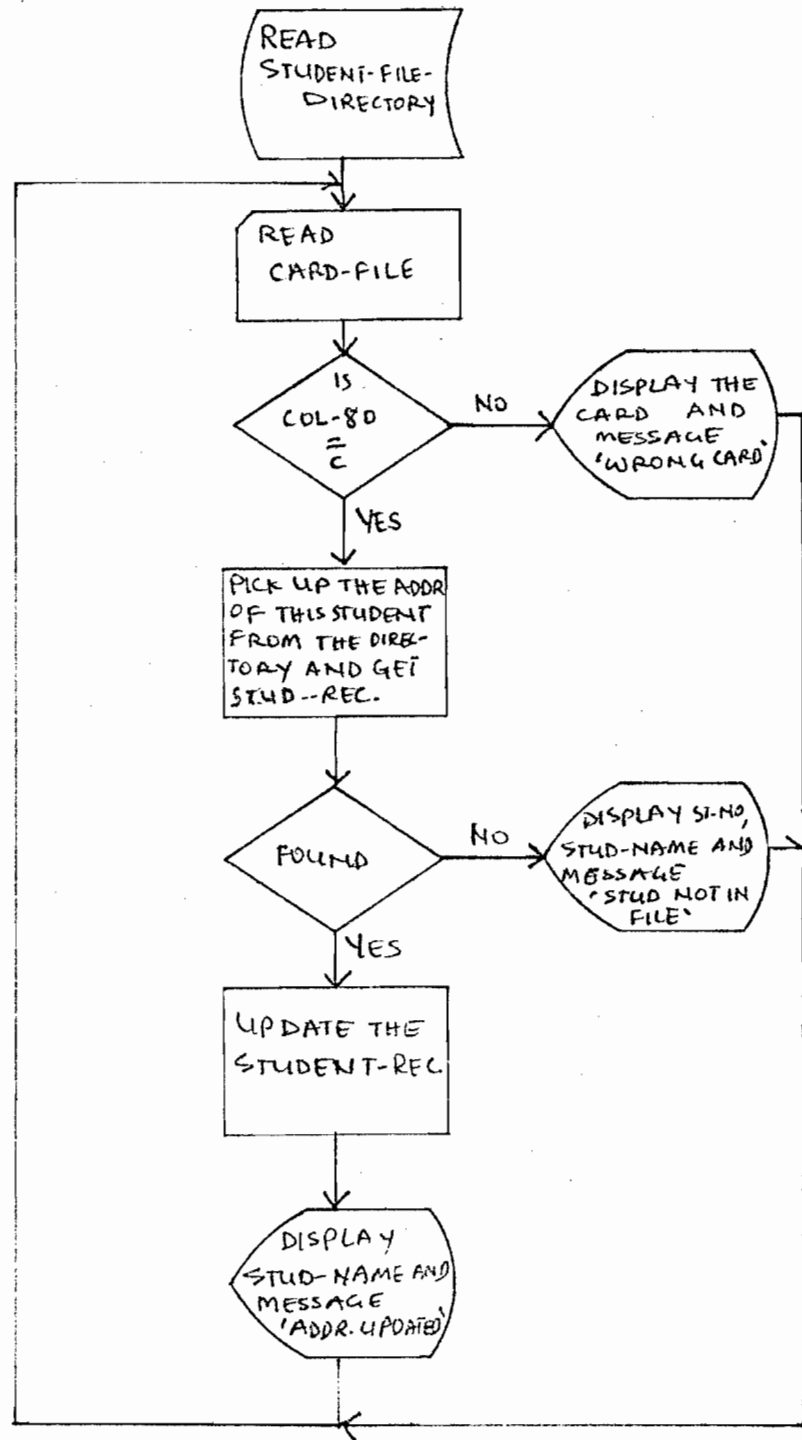 READ
STUDENT-FILE-
DIRECTORY
READ
CARD-FILE
IS
COL-80
=
C
NO
DISPLAY THE
CARD AND
MESSAGE
'WRONG CARD'
YES
PICK UP THE ADDR
OF THIS STUDENT
FROM THE DIREC-
TORY AND GET
STUD--REC.
FOUND
NO
DISPLAY ST-NO,
STUD-NAME AND
MESSAGE
'STUD NOT IN
FILE'
YES
UPDATE THE
STUDENT-REC.
DISPLAY
STUD-NAME AND
MESSAGE
'ADDR. UPDATED'